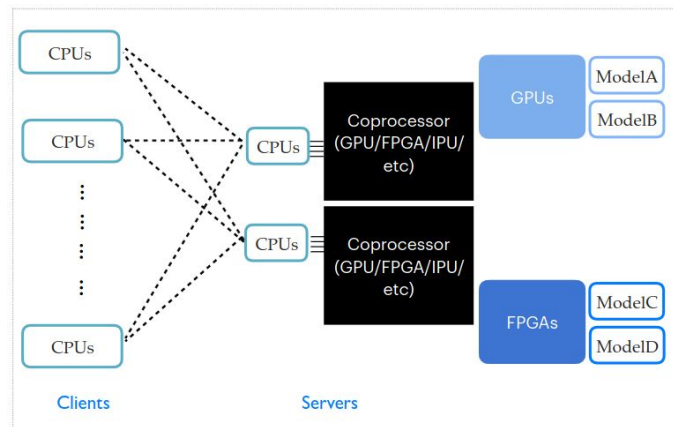 CPUs
CPUs
CPUs
CPUs
CPUs
Coprocessor
(GPU/FPGA/IPU/
etc)
Coprocessor
(GPU/FPGA/IPU/
etc)
GPUs
ModelA
ModelB
FPGAs
ModelC
ModelD
Clients
Servers